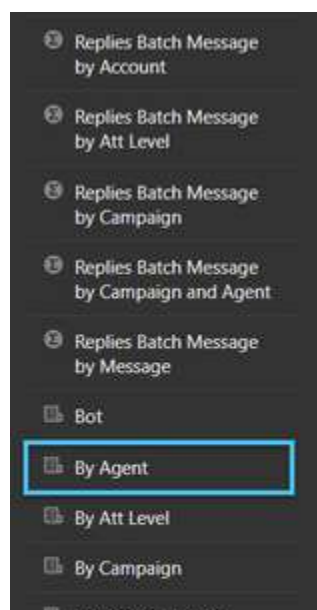 Replies Batch Message
by Account
Replies Batch Message
by Att Level
Replies Batch Message
by Campaign
Replies Batch Message
by Campaign and Agent
Replies Batch Message
by Message
Bot
By Agent
By Att Level
By Campaign